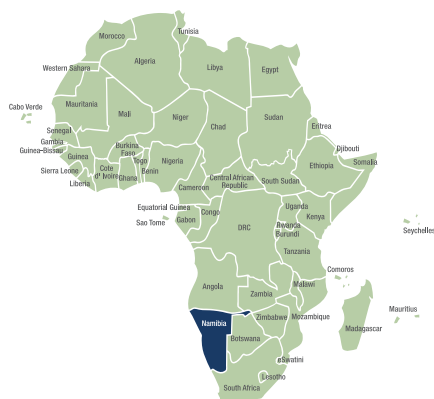 Tunisia
Morocco
Algeria
Libya
Egypt
Western Sahara
Cabo Verde
Mauritania
Mali
Niger
Chad
Sudan
Eritrea
Senegal
Gambia
Guinea-Bissau
Guinea
Burkina
Faso
Djibouti
Sierra Leone
Liberia
Cote
d' Ivoire
Ghana
Togo
Benin
Nigeria
Ethiopia
Somalia
Cameroon
Central African
Republic
South Sudan
Equatorial Guinea
Sao Tome
Gabon
Congo
DRC
Uganda
Kenya
Rwanda
Burundi
Seychelles
Tanzania
Comoros
Angola
Zambia
Malawi
Mozambique
Mauritius
Namibia
Zimbabwe
Botswana
Madagascar
eSwatini
Lesotho
South Africa